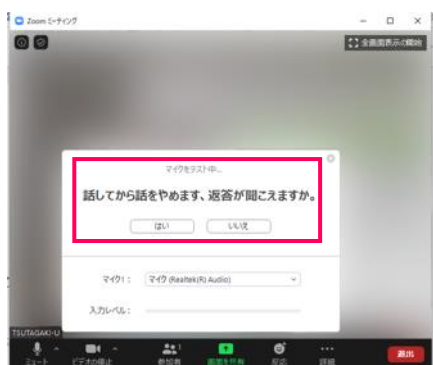 Zoom ミーティング
全画面表示の開始
マイクをテスト中...
話してから話をやめます、返答が聞こえますか。
はい
いいえ
マイク1：
マイク (Realtek(R) Audio)
入力レベル：
TSUTAGAKI-U
ミュート
ビデオの停止
参加者
1
画面を共有
反応
詳細
退出